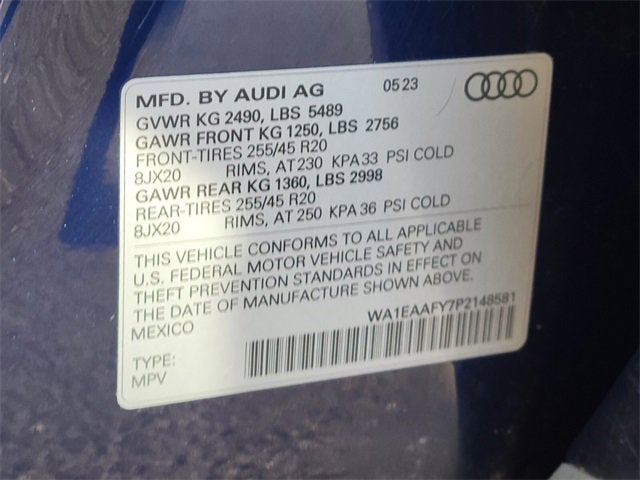 MFD. BY AUDI AG 05 23
GVWR KG 2490, LBS 5489
GAWR FRONT KG 1250, LBS 2756
FRONT-TIRES 255/45 R20
8JX20 RIMS, AT 230 KPA 33 PSI COLD
GAWR REAR KG 1360, LBS 2998
REAR-TIRES 255/45 R20
8JX20 RIMS, AT 250 KPA 36 PSI COLD
THIS VEHICLE CONFORMS TO ALL APPLICABLE
U.S. FEDERAL MOTOR VEHICLE SAFETY AND
THEFT PREVENTION STANDARDS IN EFFECT ON
THE DATE OF MANUFACTURE SHOWN ABOVE.
MEXICO
WA1EAAFY7P2148581
TYPE:
MPV